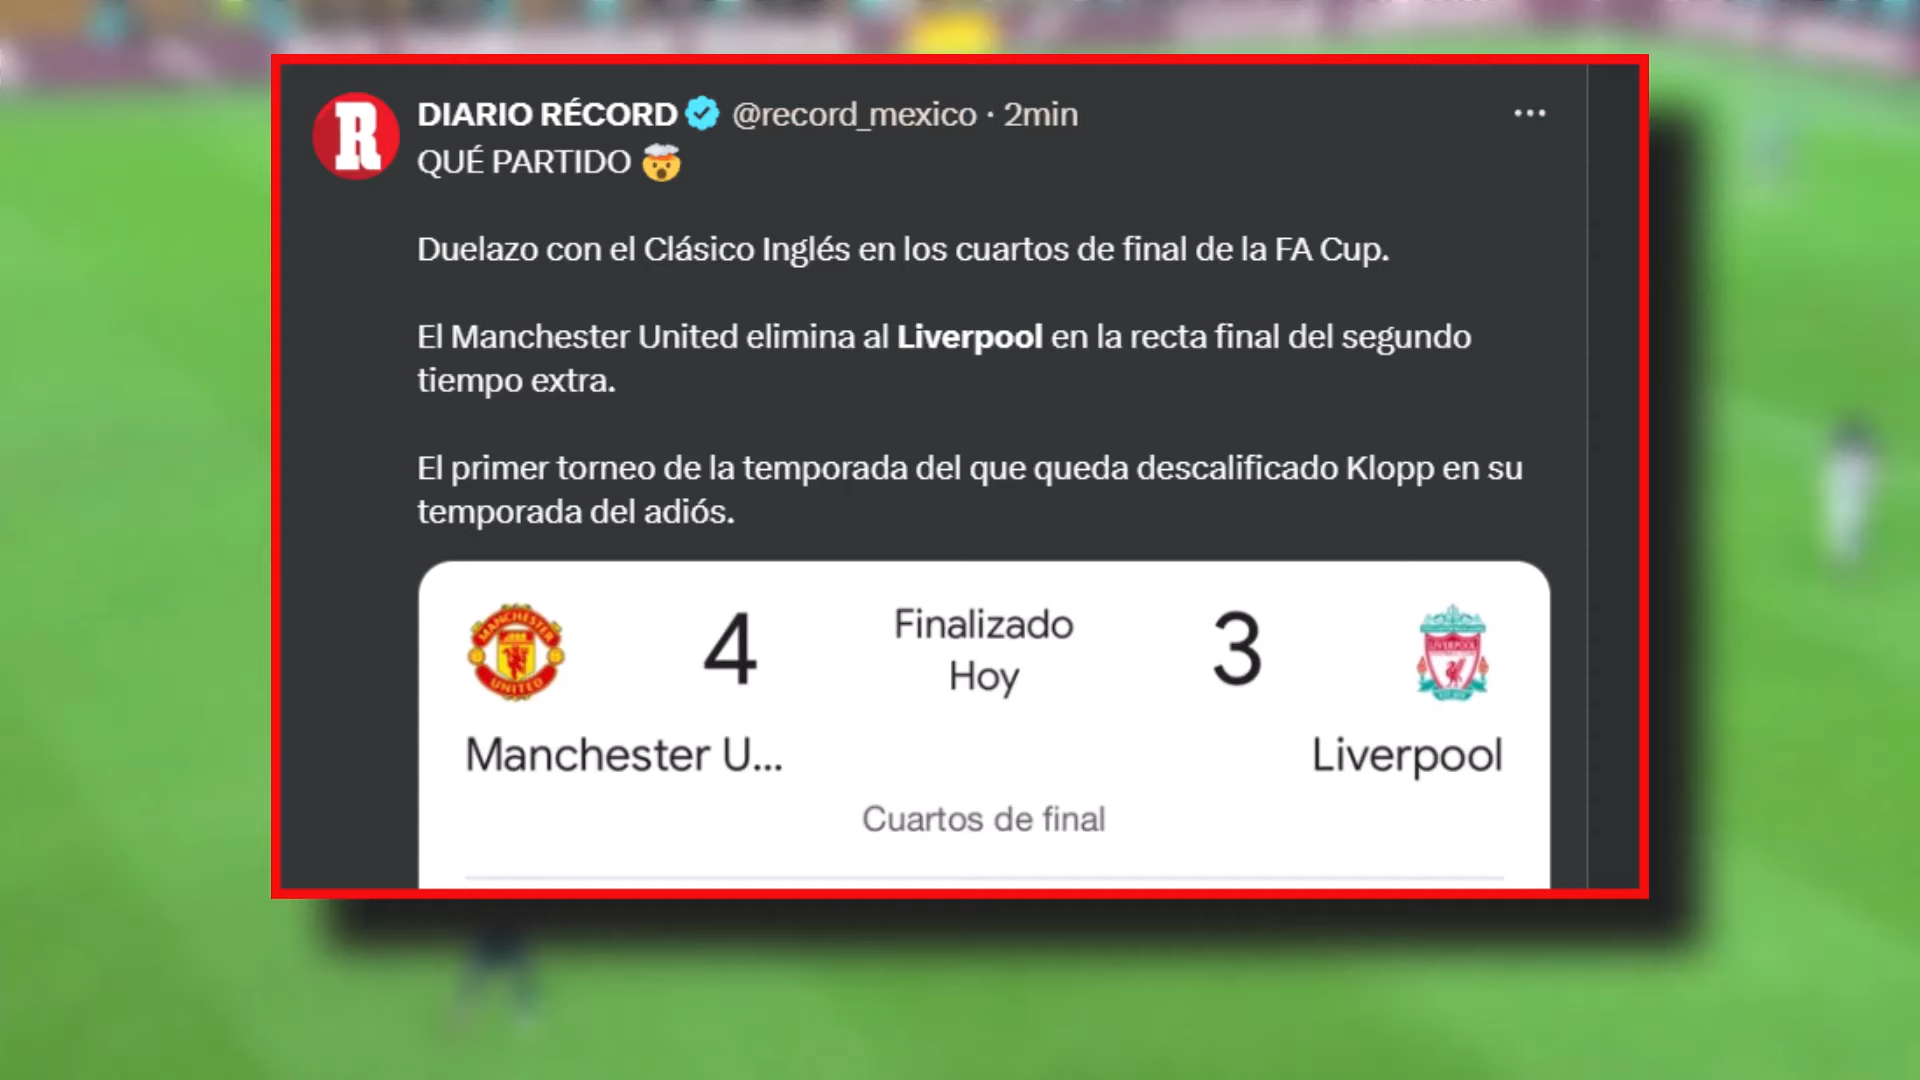 DIARIO RÉCORD @record_mexico · 2min
QUÉ PARTIDO 🤯
Duelazo con el Clásico Inglés en los cuartos de final de la FA Cup.
El Manchester United elimina al Liverpool en la recta final del segundo
tiempo extra.
El primer torneo de la temporada del que queda descalificado Klopp en su
temporada del adiós.
MANCHESTER
UNITED
4
Finalizado
Hoy
3
LIVERPOOL
Manchester U...
Liverpool
Cuartos de final